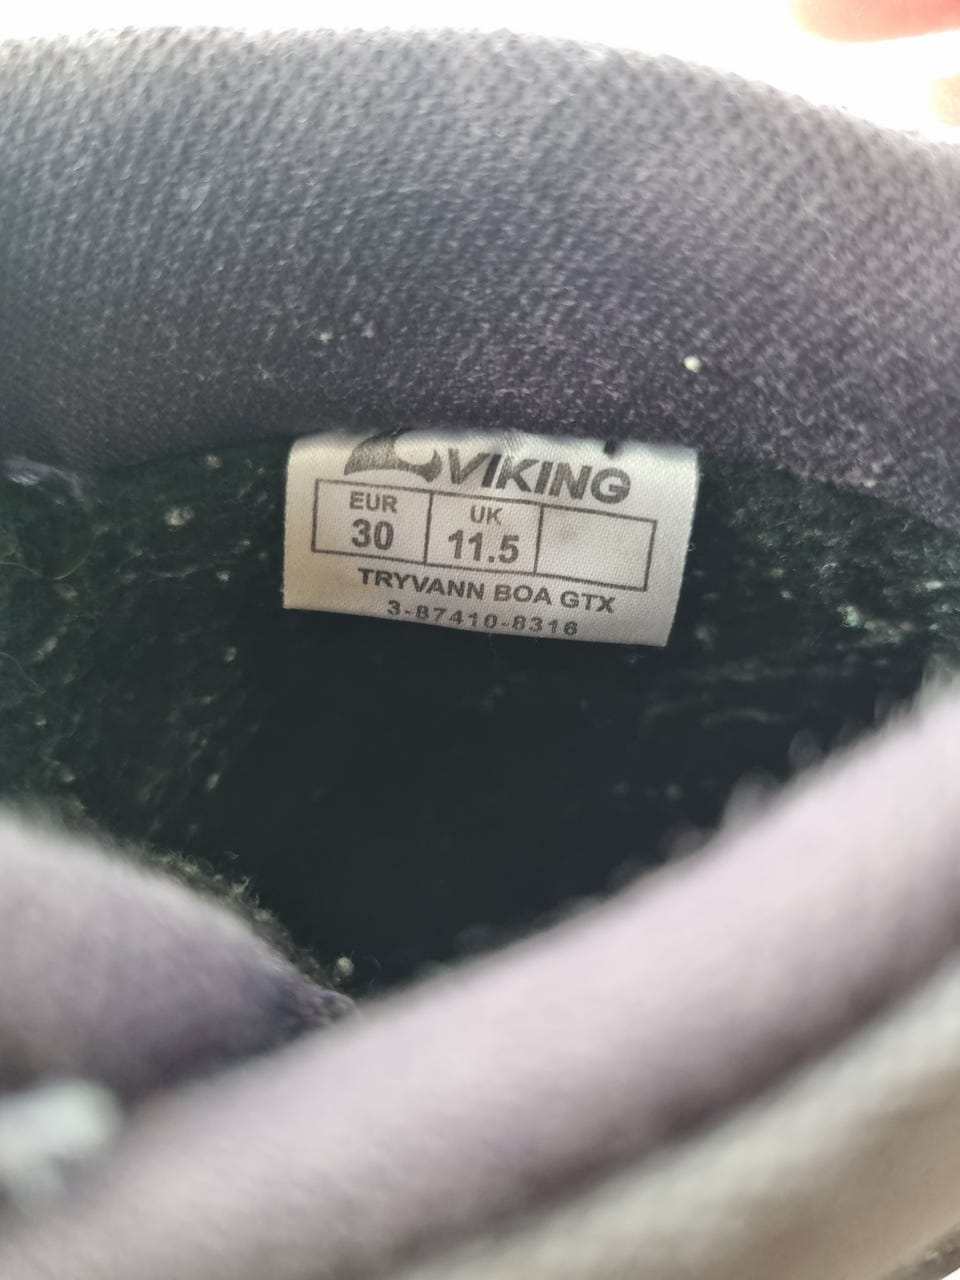 VIKING
EUR UK
30 11.5
TRYVANN BOA GTX
3-87410-8316